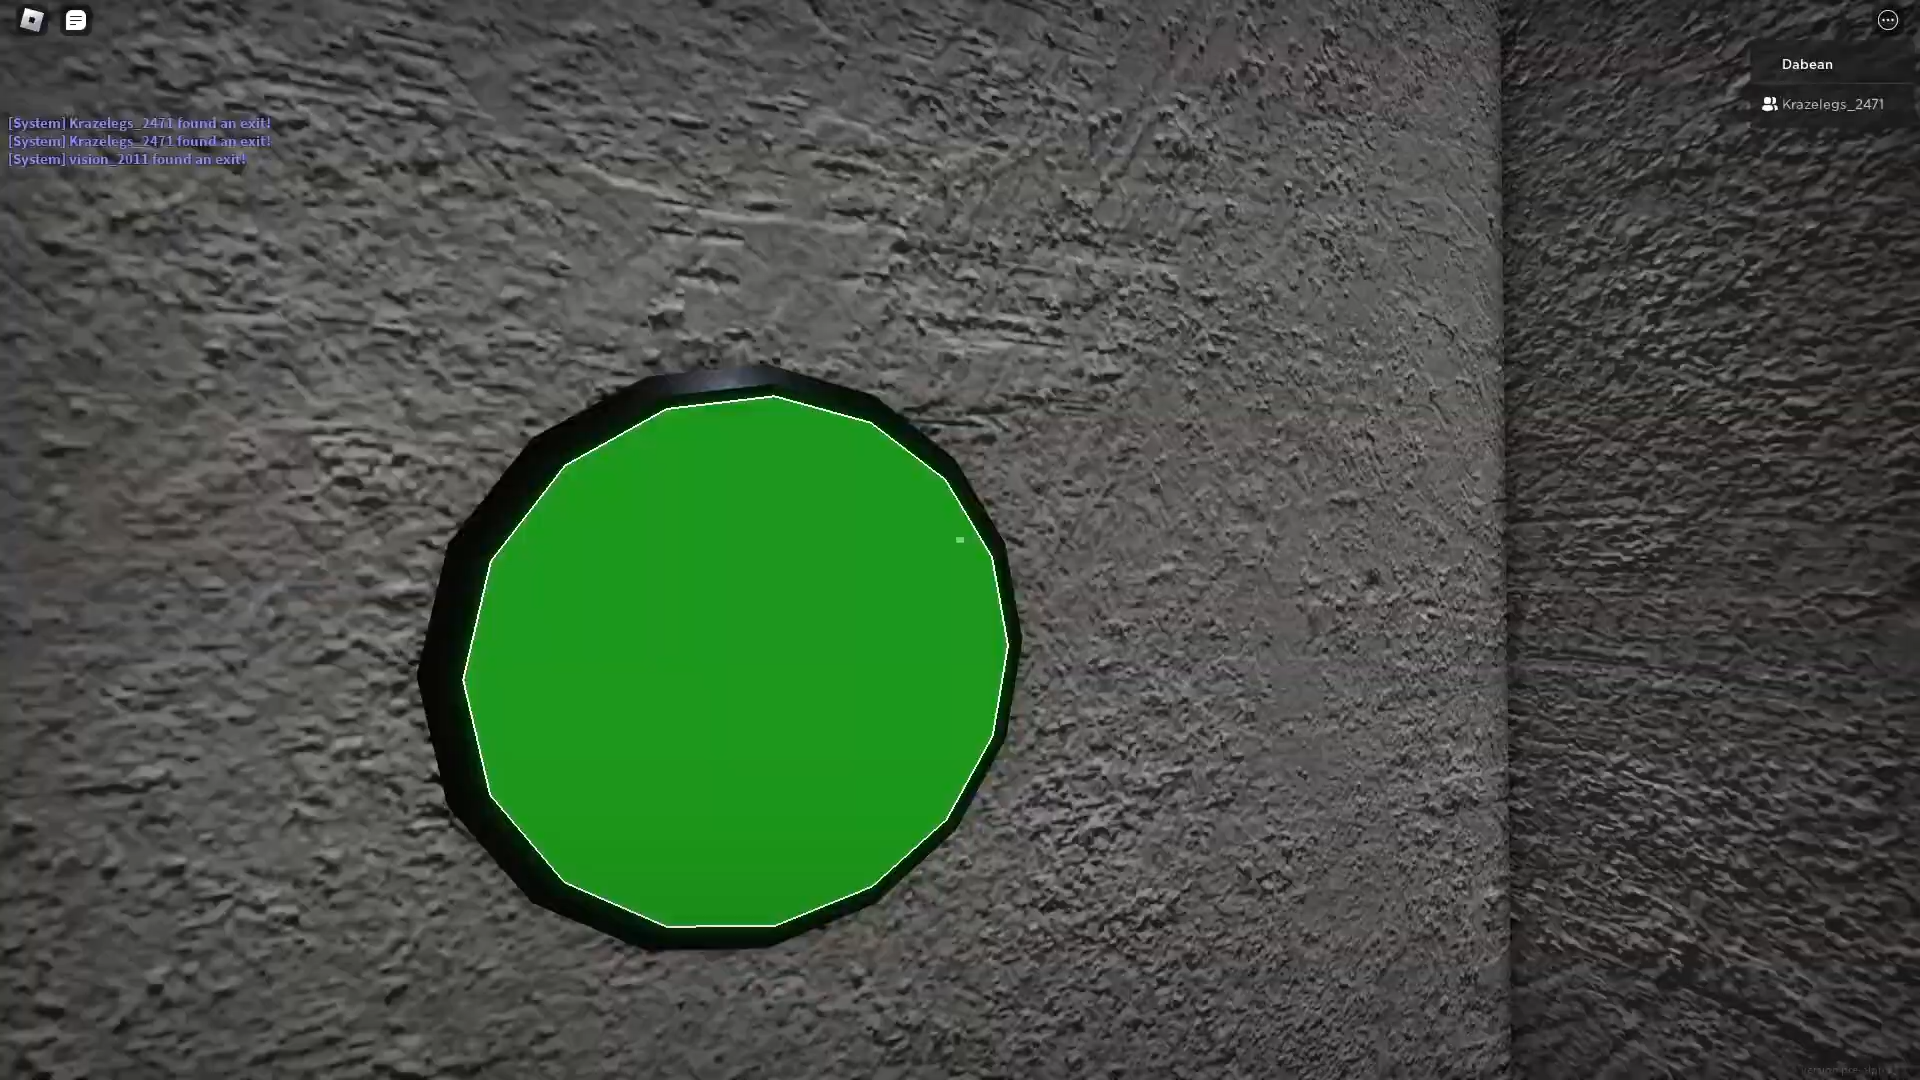 [System] Krazelegs_2471 found an exit!
[System] Krazelegs_2471 found an exit!
[System] vision_2011 found an exit!
Dabean
Krazelegs_2471